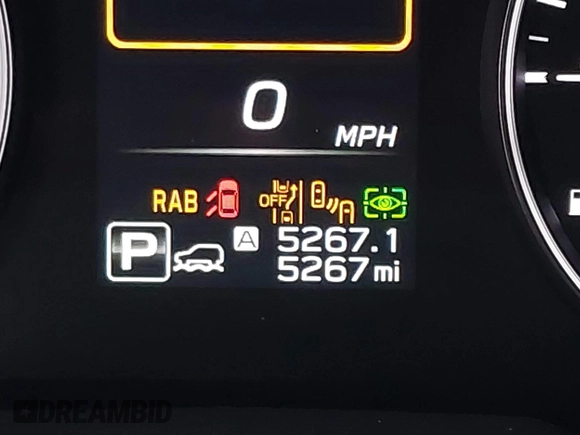 0
MPH
RAB OFF
P A 5267.1
5267 mi
DREAMBID